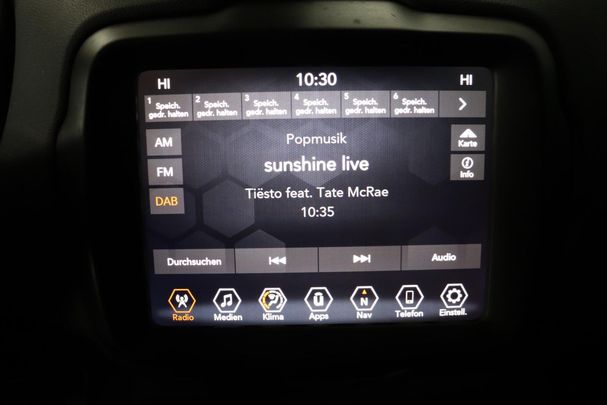 HI 10:30 HI
1 Speich. gedr. halten 2 Speich. gedr. halten 3 Speich. gedr. halten 4 Speich. gedr. halten 5 Speich. gedr. halten 6 Speich. gedr. halten
AM Popmusik Karte
sunshine live
FM Info
DAB Tiësto feat. Tate McRae
10:35
Durchsuchen Audio
N
Radio Medien Klima Apps Nav Telefon Einstell.